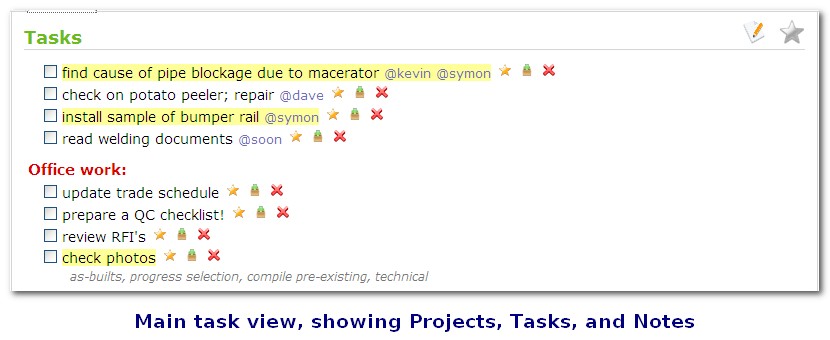 Tasks
find cause of pipe blockage due to macerator @kevin @symon
check on potato peeler; repair @dave
install sample of bumper rail @symon
read welding documents @soon
Office work:
update trade schedule
prepare a QC checklist!
review RFI's
check photos
as-builts, progress selection, compile pre-existing, technical
Main task view, showing Projects, Tasks, and Notes